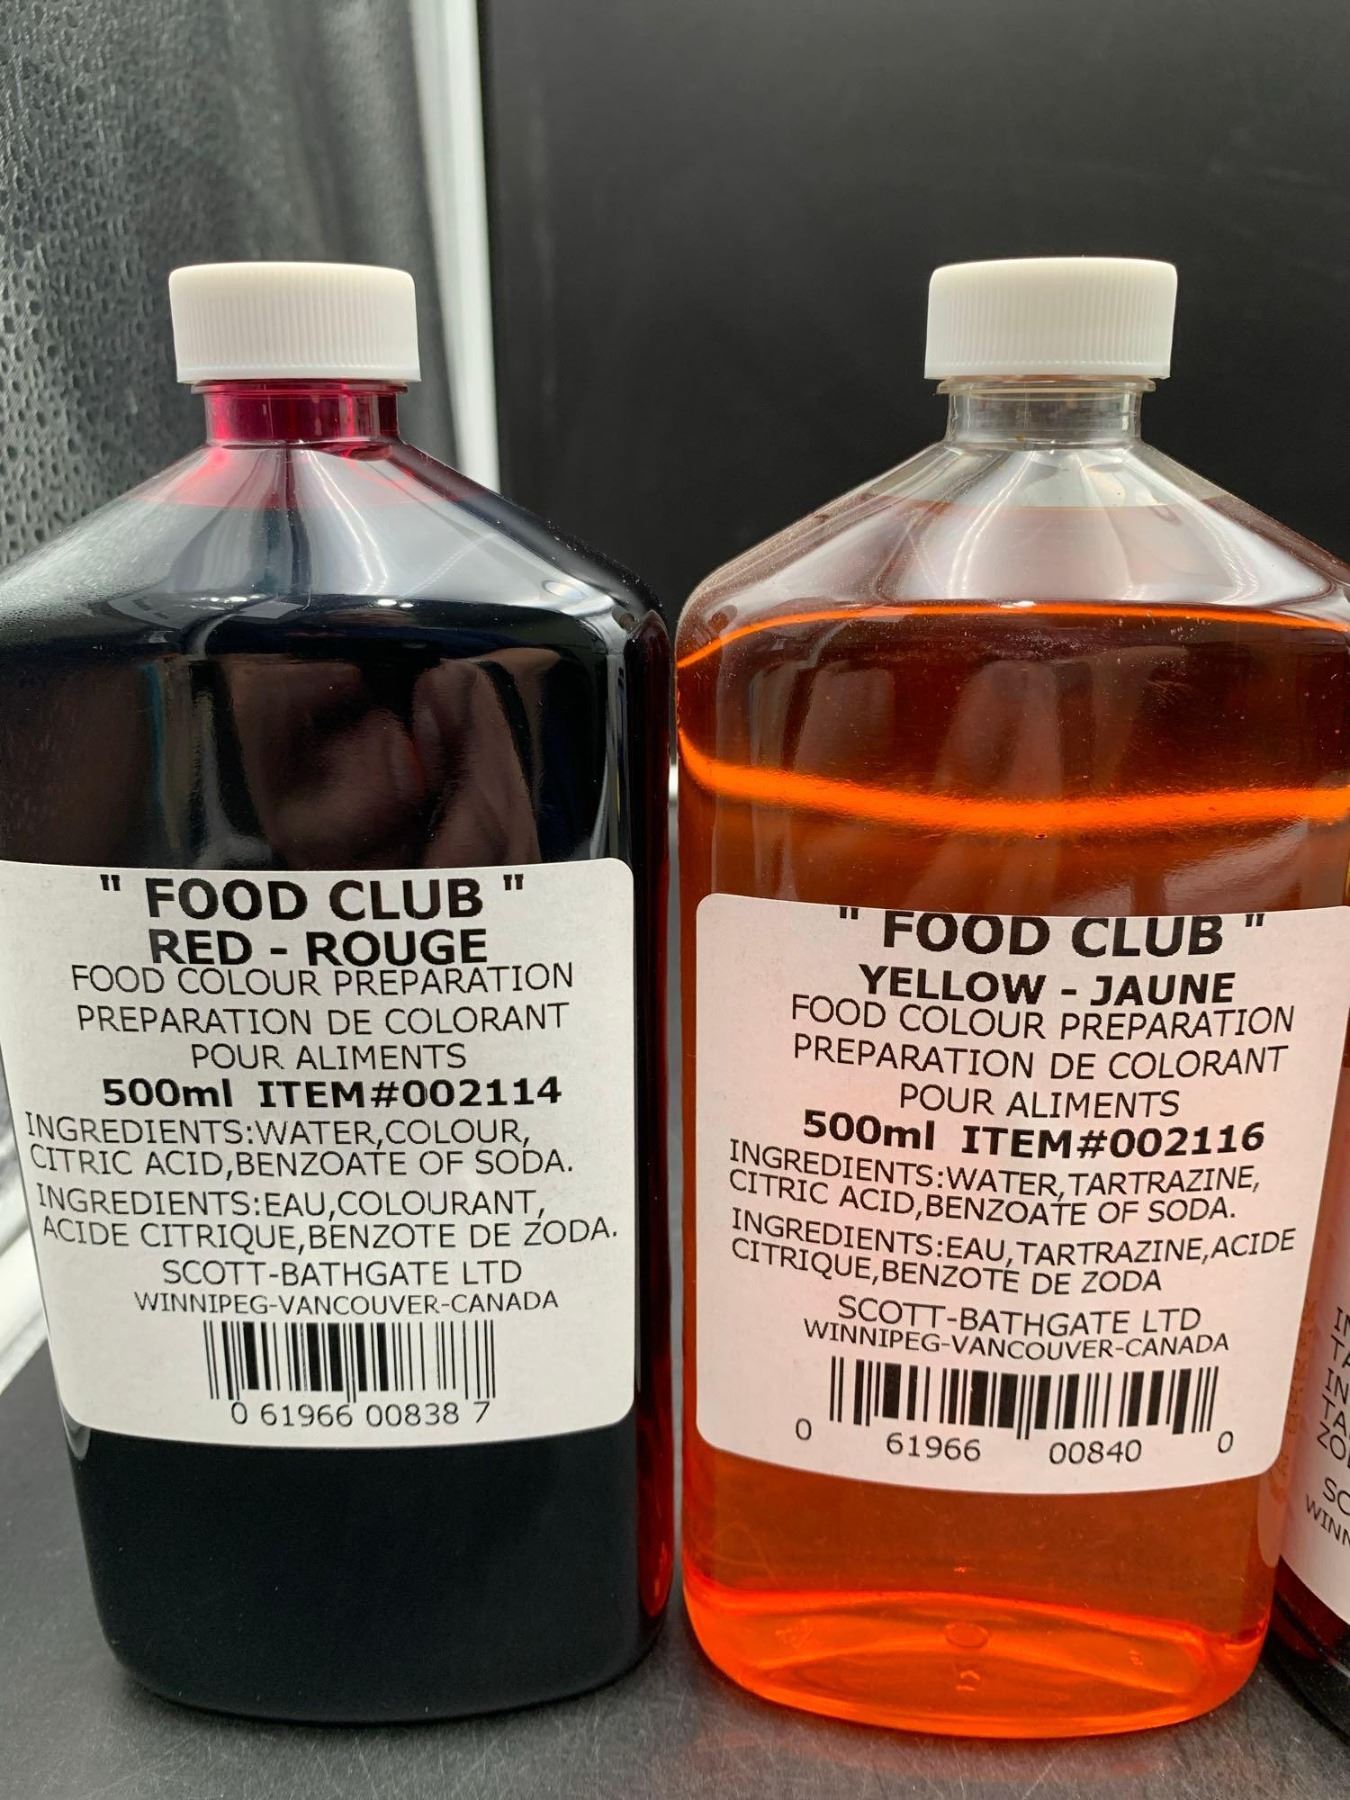 " FOOD CLUB "
RED - ROUGE
FOOD COLOUR PREPARATION
PREPARATION DE COLORANT
POUR ALIMENTS
500ml ITEM#002114
INGREDIENTS:WATER,COLOUR,
CITRIC ACID,BENZOATE OF SODA.
INGREDIENTS:EAU,COLOURANT,
ACIDE CITRIQUE,BENZOTE DE ZODA.
SCOTT-BATHGATE LTD
WINNIPEG-VANCOUVER-CANADA
0 61966 00838 7
" FOOD CLUB "
YELLOW - JAUNE
FOOD COLOUR PREPARATION
PREPARATION DE COLORANT
POUR ALIMENTS
500ml ITEM#002116
INGREDIENTS:WATER,TARTRAZINE,
CITRIC ACID,BENZOATE OF SODA.
INGREDIENTS:EAU,TARTRAZINE,ACIDE
CITRIQUE,BENZOTE DE ZODA
SCOTT-BATHGATE LTD
WINNIPEG-VANCOUVER-CANADA
0 61966 00840 0